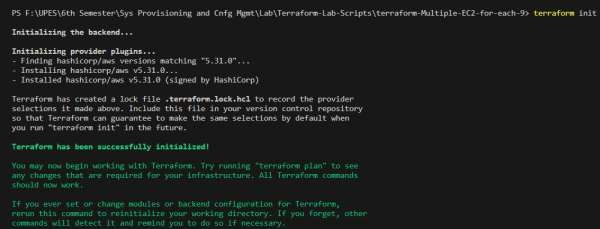 PS F:\UPES\6th Semester\Sys Provisioning and Cnfg Mgmt\Lab\Terraform-Lab-Scripts\terraform-Multiple-EC2-for-each-9> terraform init
Initializing the backend...
Initializing provider plugins...
- Finding hashicorp/aws versions matching "5.31.0"...
- Installing hashicorp/aws v5.31.0...
- Installed hashicorp/aws v5.31.0 (signed by HashiCorp)
Terraform has created a lock file .terraform.lock.hcl to record the provider
selections it made above. Include this file in your version control repository
so that Terraform can guarantee to make the same selections by default when
you run "terraform init" in the future.
Terraform has been successfully initialized!
You may now begin working with Terraform. Try running "terraform plan" to see
any changes that are required for your infrastructure. All Terraform commands
should now work.
If you ever set or change modules or backend configuration for Terraform,
rerun this command to reinitialize your working directory. If you forget, other
commands will detect it and remind you to do so if necessary.